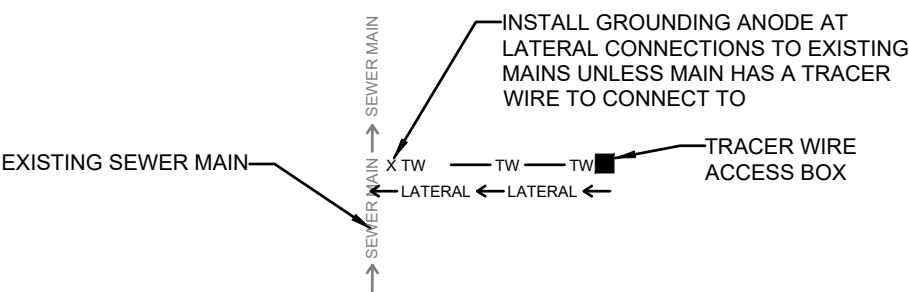 INSTALL GROUNDING ANODE AT
LATERAL CONNECTIONS TO EXISTING
MAINS UNLESS MAIN HAS A TRACER
WIRE TO CONNECT TO
SEWER MAIN
EXISTING SEWER MAIN
X TW TW TW
TRACER WIRE
ACCESS BOX
LATERAL LATERAL
SEWER MAIN